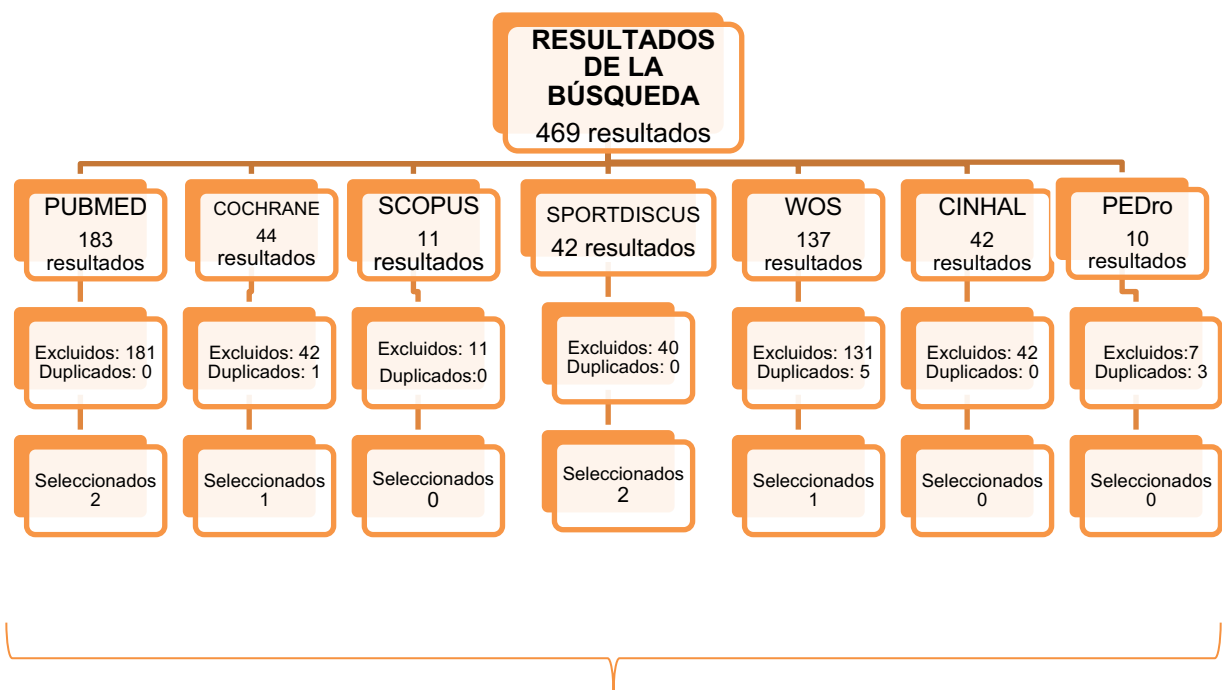 RESULTADOS
DE LA
BÚSQUEDA
469 resultados
PUBMED
183
resultados
COCHRANE
44
resultados
SCOPUS
11
resultados
SPORTDISCUS
42 resultados
WOS
137
resultados
CINHAL
42
resultados
PEDro
10
resultados
Excluidos: 181
Duplicados: 0
Excluidos: 42
Duplicados: 1
Excluidos: 11
Duplicados:0
Excluidos: 40
Duplicados: 0
Excluidos: 131
Duplicados: 5
Excluidos: 42
Duplicados: 0
Excluidos:7
Duplicados: 3
Seleccionados
2
Seleccionados
1
Seleccionados
0
Seleccionados
2
Seleccionados
1
Seleccionados
0
Seleccionados
0